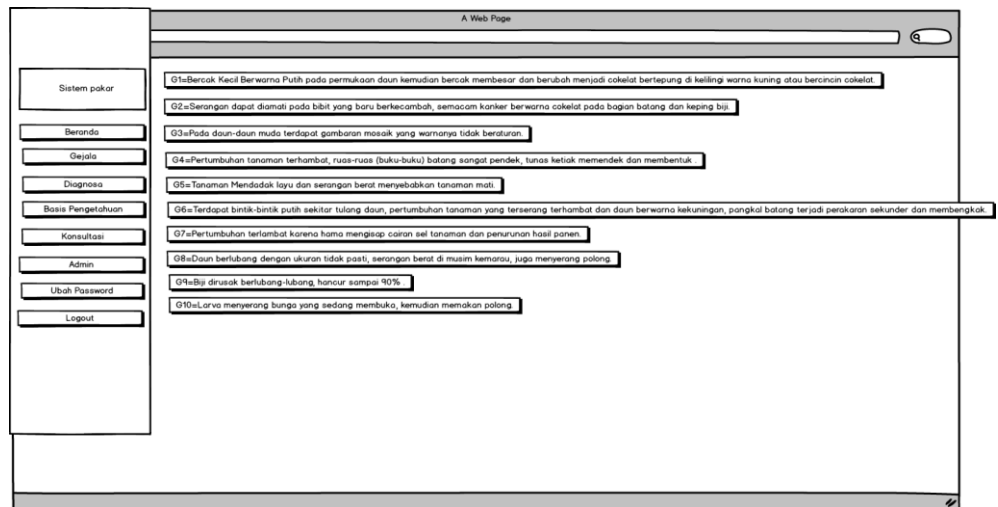 A Web Page
Sistem pakar
Beranda
Gejala
Diagnosa
Basis Pengetahuan
Konsultasi
Admin
Ubah Password
Logout
G1=Bercak Kecil Berwarna Putih pada permukaan daun kemudian bercak membesar dan berubah menjadi cokelat bertepung di kelilingi warna kuning atau bercincin cokelat.
G2=Serangan dapat diamati pada bibit yang baru berkecambah, semacam kanker berwarna cokelat pada bagian batang dan keping biji.
G3=Pada daun-daun muda terdapat gambaran mosaik yang warnanya tidak beraturan.
G4=Pertumbuhan tanaman terhambat, ruas-ruas (buku-buku) batang sangat pendek, tunas ketiak memendek dan membentuk .
G5=Tanaman Mendadak layu dan serangan berat menyebabkan tanaman mati.
G6=Terdapat bintik-bintik putih sekitar tulang daun, pertumbuhan tanaman yang terserang terhambat dan daun berwarna kekuningan, pangkal batang terjadi perakaran sekunder dan membengkak.
G7=Pertumbuhan terlambat karena hama mengisap cairan sel tanaman dan penurunan hasil panen.
G8=Daun berlubang dengan ukuran tidak pasti, serangan berat di musim kemarau, juga menyerang polong.
G9=Biji dirusak berlubang-lubang, hancur sampai 90% .
G10=Larva menyerang bunga yang sedang membuka, kemudian memakan polong.